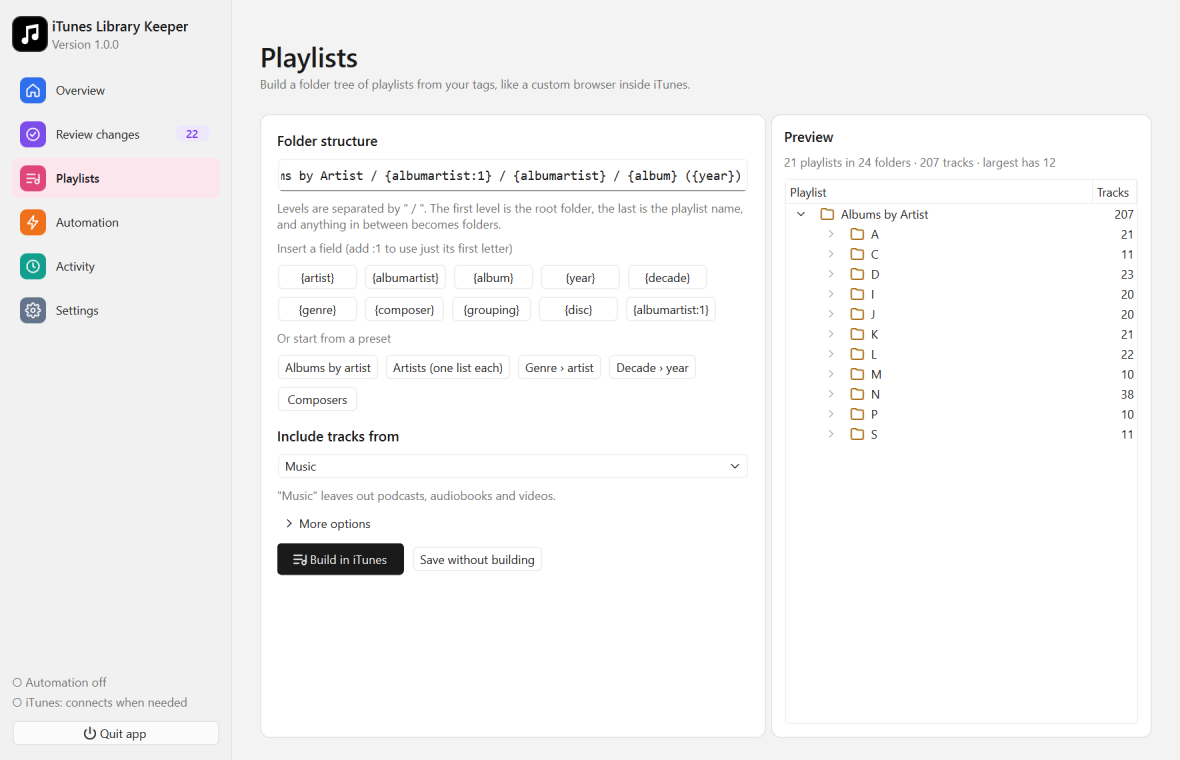 iTunes Library Keeper
Version 1.0.0
Overview
Review changes 22
Playlists
Automation
Activity
Settings
Automation off
iTunes: connects when needed
Quit app
Playlists
Build a folder tree of playlists from your tags, like a custom browser inside iTunes.
Folder structure
ms by Artist / {albumartist:1} / {albumartist} / {album} ({year})
Levels are separated by " / ". The first level is the root folder, the last is the playlist name,
and anything in between becomes folders.
Insert a field (add :1 to use just its first letter)
{artist} {albumartist} {album} {year} {decade}
{genre} {composer} {grouping} {disc} {albumartist:1}
Or start from a preset
Albums by artist Artists (one list each) Genre › artist Decade › year
Composers
Include tracks from
Music
"Music" leaves out podcasts, audiobooks and videos.
More options
Build in iTunes Save without building
Preview
21 playlists in 24 folders · 207 tracks · largest has 12
Playlist Tracks
Albums by Artist 207
A 21
C 11
D 23
I 20
J 20
K 21
L 22
M 10
N 38
P 10
S 11